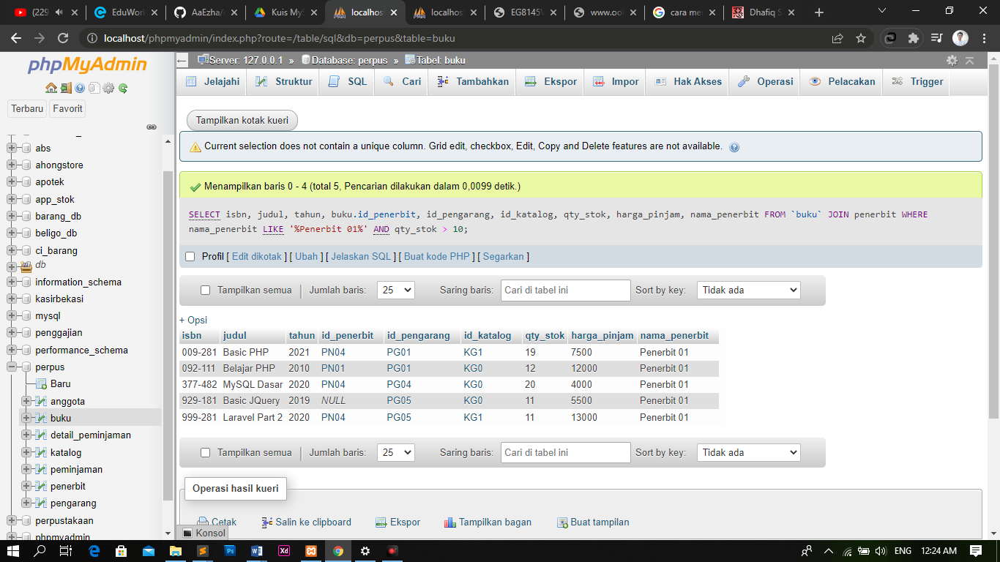 (229
EduWork
AaEzha/
Kuis MyS
localhos
localhos
EG8145V
www.ool
cara me
Dhafiq S
localhost/phpmyadmin/index.php?route=/table/sql&db=perpus&table=buku
phpMyAdmin
Terbaru Favorit
abs
ahongstore
apotek
app_stok
barang_db
beligo_db
ci_barang
db
information_schema
kasirbekasi
mysql
penggajian
performance_schema
perpus
Baru
anggota
buku
detail_peminjaman
katalog
peminjaman
penerbit
pengarang
perpustakaan
phpmyadmin
Server: 127.0.0.1 » Database: perpus » Tabel: buku
Jelajahi Struktur SQL Cari Tambahkan Ekspor Impor Hak Akses Operasi Pelacakan Trigger
Tampilkan kotak kueri
Current selection does not contain a unique column. Grid edit, checkbox, Edit, Copy and Delete features are not available.
Menampilkan baris 0 - 4 (total 5, Pencarian dilakukan dalam 0,0099 detik.)
SELECT isbn, judul, tahun, buku.id_penerbit, id_pengarang, id_katalog, qty_stok, harga_pinjam, nama_penerbit FROM `buku` JOIN penerbit WHERE
nama_penerbit LIKE '%Penerbit 01%' AND qty_stok > 10;
Profil [ Edit dikotak ] [ Ubah ] [ Jelaskan SQL ] [ Buat kode PHP ] [ Segarkan ]
Tampilkan semua | Jumlah baris: 25 Saring baris: Cari di tabel ini Sort by key: Tidak ada
+ Opsi
isbn judul tahun id_penerbit id_pengarang id_katalog qty_stok harga_pinjam nama_penerbit
009-281 Basic PHP 2021 PN04 PG01 KG1 19 7500 Penerbit 01
092-111 Belajar PHP 2010 PN01 PG01 KG0 12 12000 Penerbit 01
377-482 MySQL Dasar 2020 PN04 PG04 KG0 20 4000 Penerbit 01
929-181 Basic JQuery 2019 NULL PG05 KG0 11 5500 Penerbit 01
999-281 Laravel Part 2 2020 PN04 PG05 KG1 11 13000 Penerbit 01
Tampilkan semua | Jumlah baris: 25 Saring baris: Cari di tabel ini Sort by key: Tidak ada
Operasi hasil kueri
Cetak Salin ke clipboard Ekspor Tampilkan bagan Buat tampilan
Konsol
ENG 12:24 AM